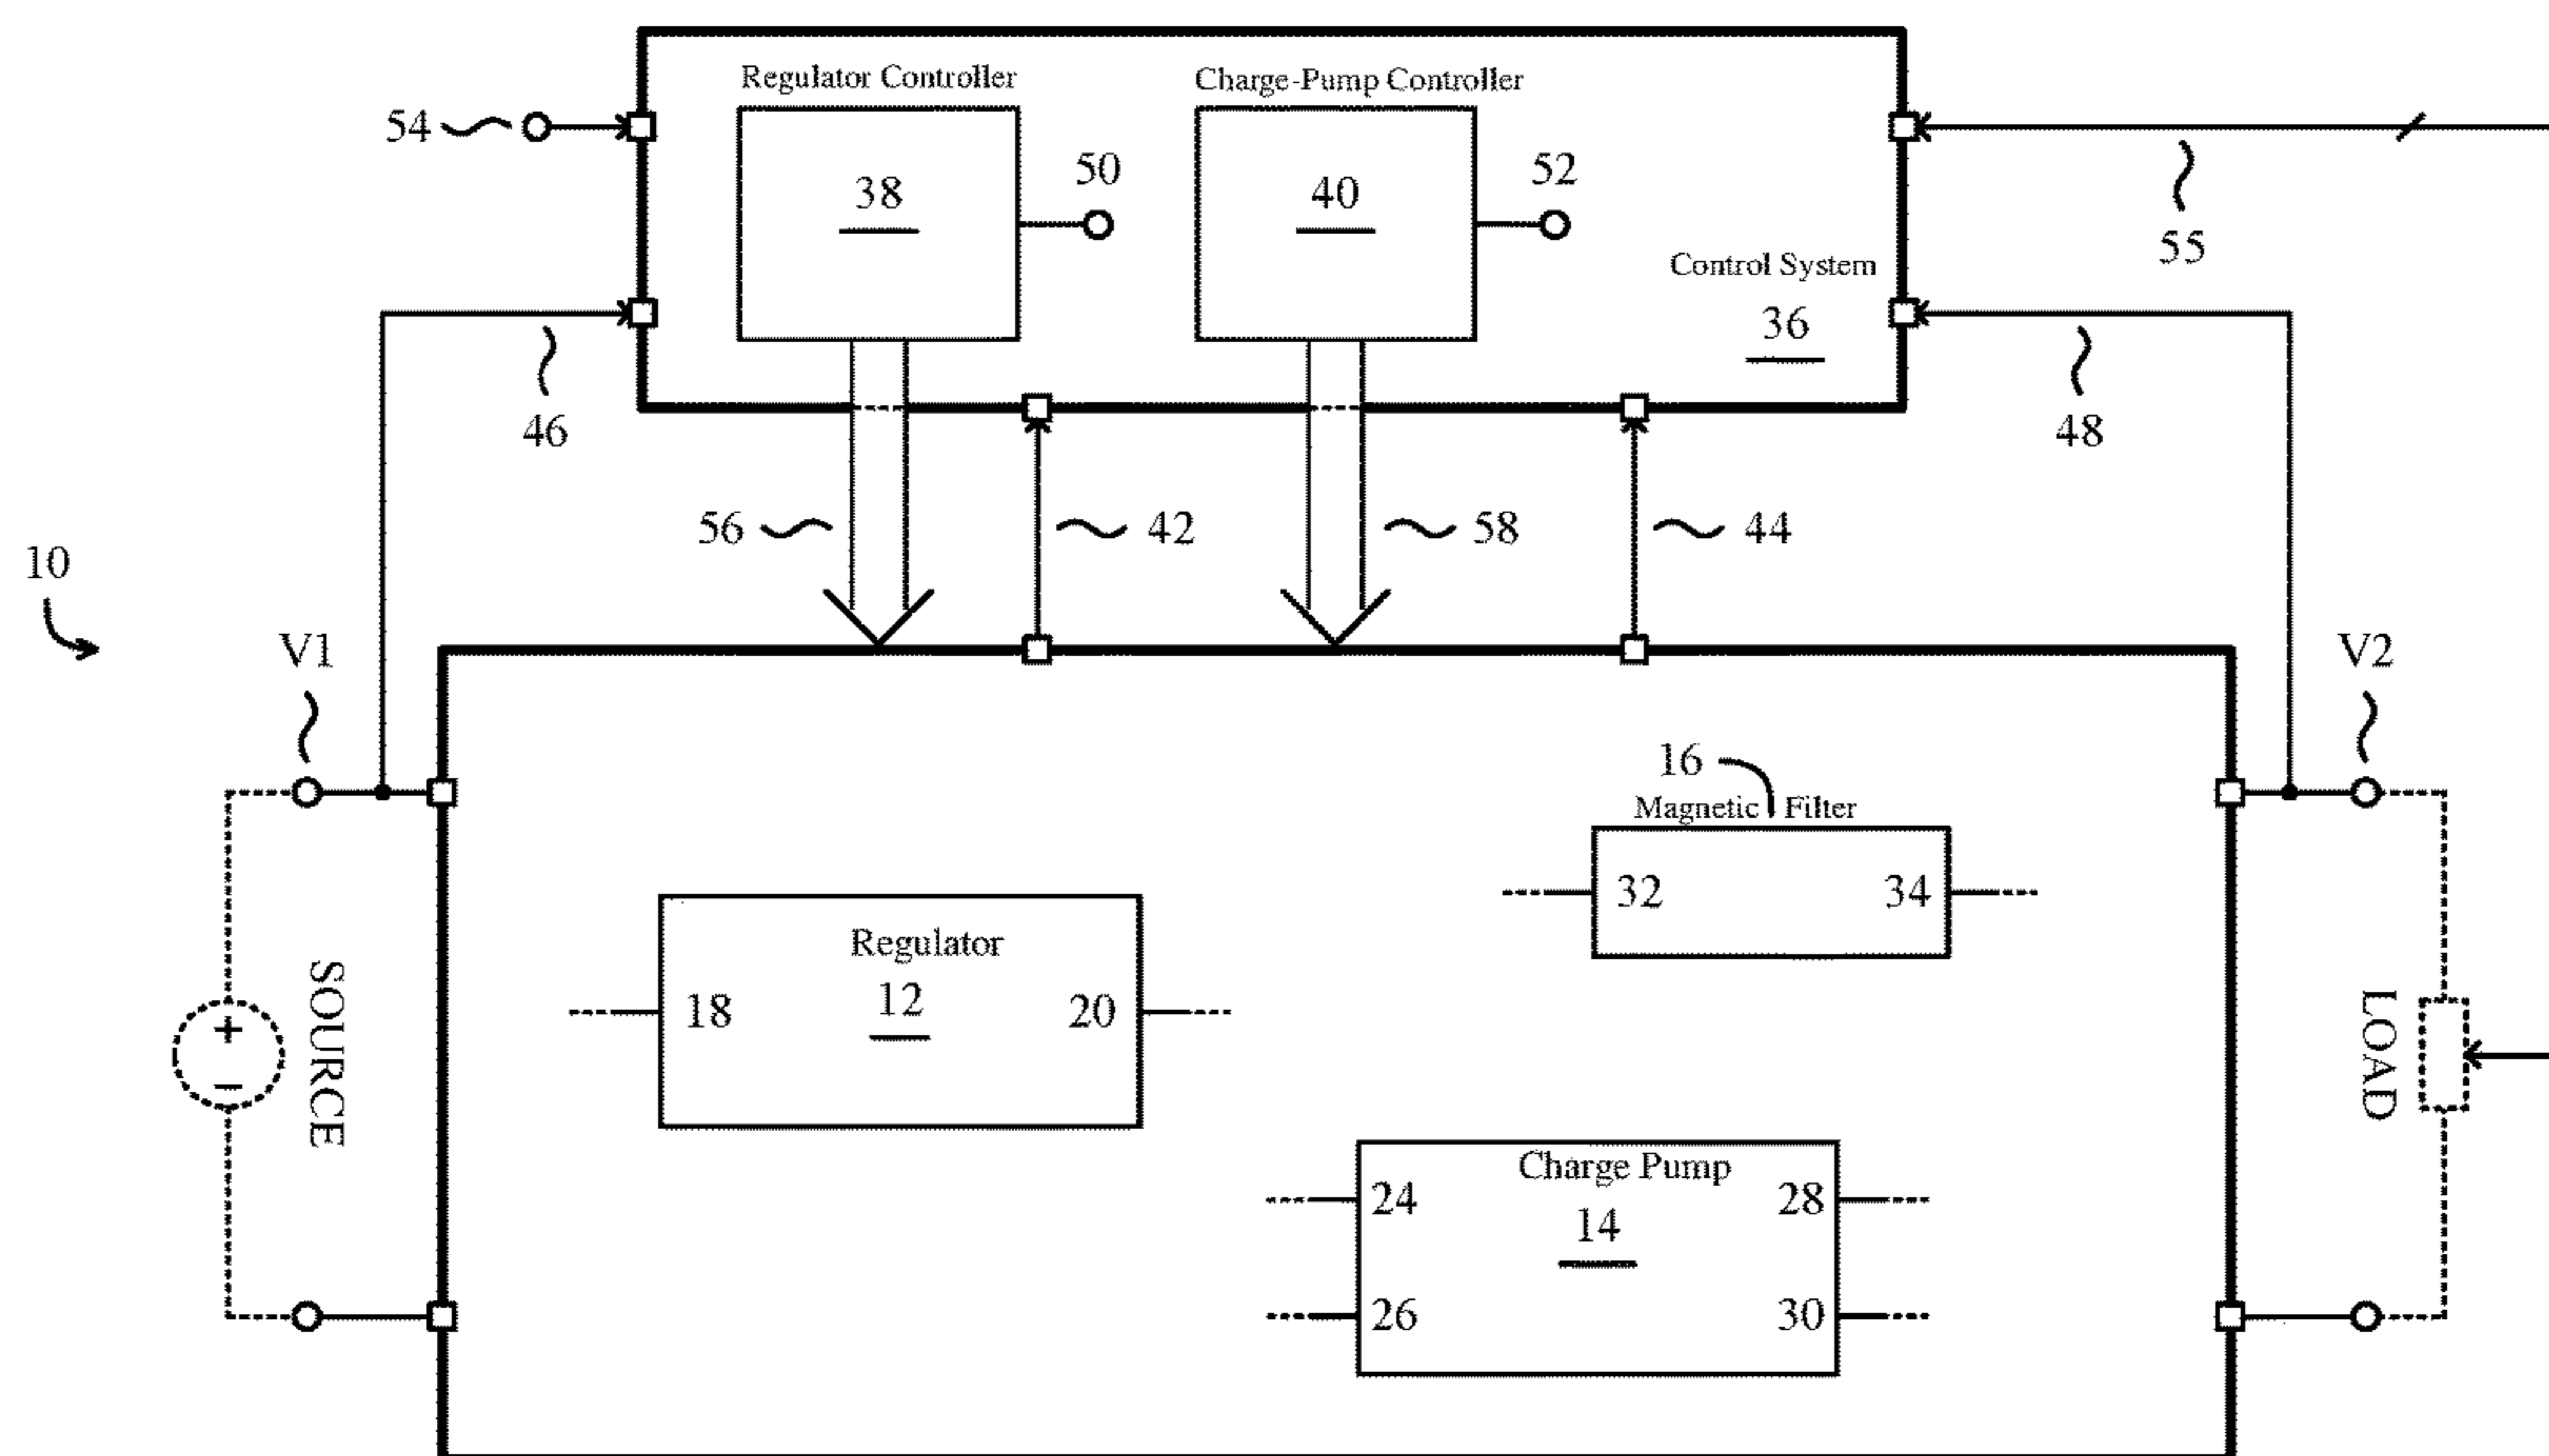 Regulator Controller
Charge-Pump Controller
54
38
50
40
52
55
Control System
36
46
48
56
42
58
44
10
V1
V2
16
Magnetic Filter
32
34
SOURCE
Regulator
18
12
20
LOAD
Charge Pump
24
14
28
26
30
+
−